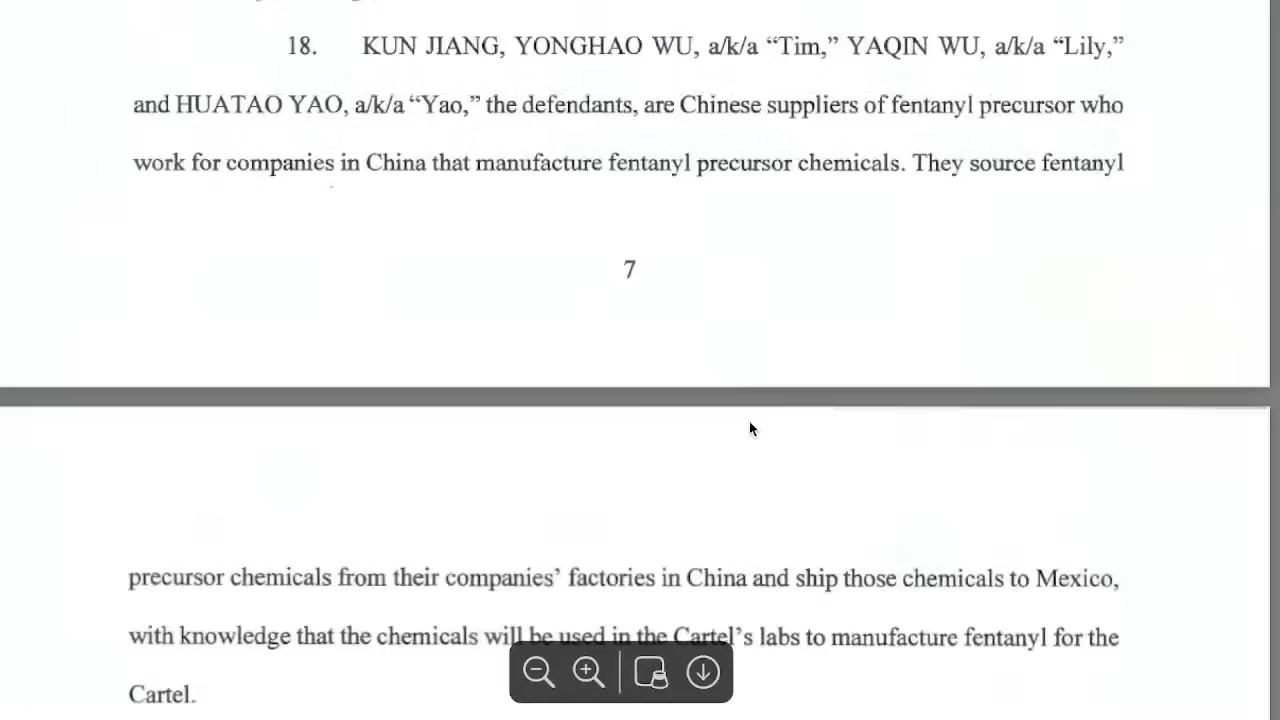 18. KUN JIANG, YONGHAO WU, a/k/a “Tim,” YAQIN WU, a/k/a “Lily,”
and HUATAO YAO, a/k/a “Yao,” the defendants, are Chinese suppliers of fentanyl precursor who
work for companies in China that manufacture fentanyl precursor chemicals. They source fentanyl
7
precursor chemicals from their companies’ factories in China and ship those chemicals to Mexico,
with knowledge that the chemicals will be used in the Cartel’s labs to manufacture fentanyl for the
Cartel.